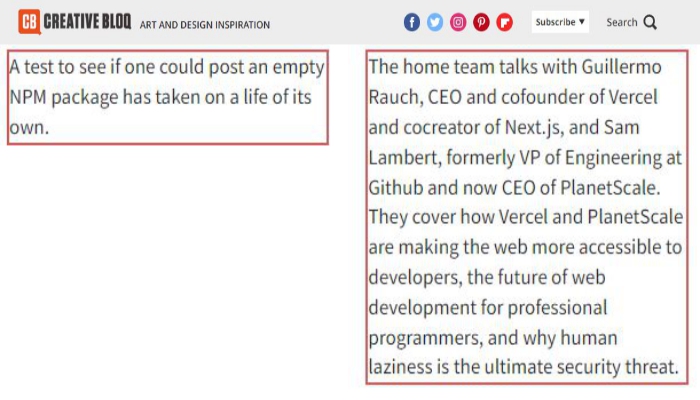 CB CREATIVE BLOQ ART AND DESIGN INSPIRATION Subscribe ▼ Search
A test to see if one could post an empty
NPM package has taken on a life of its
own.
The home team talks with Guillermo
Rauch, CEO and cofounder of Vercel
and cocreator of Next.js, and Sam
Lambert, formerly VP of Engineering at
Github and now CEO of PlanetScale.
They cover how Vercel and PlanetScale
are making the web more accessible to
developers, the future of web
development for professional
programmers, and why human
laziness is the ultimate security threat.